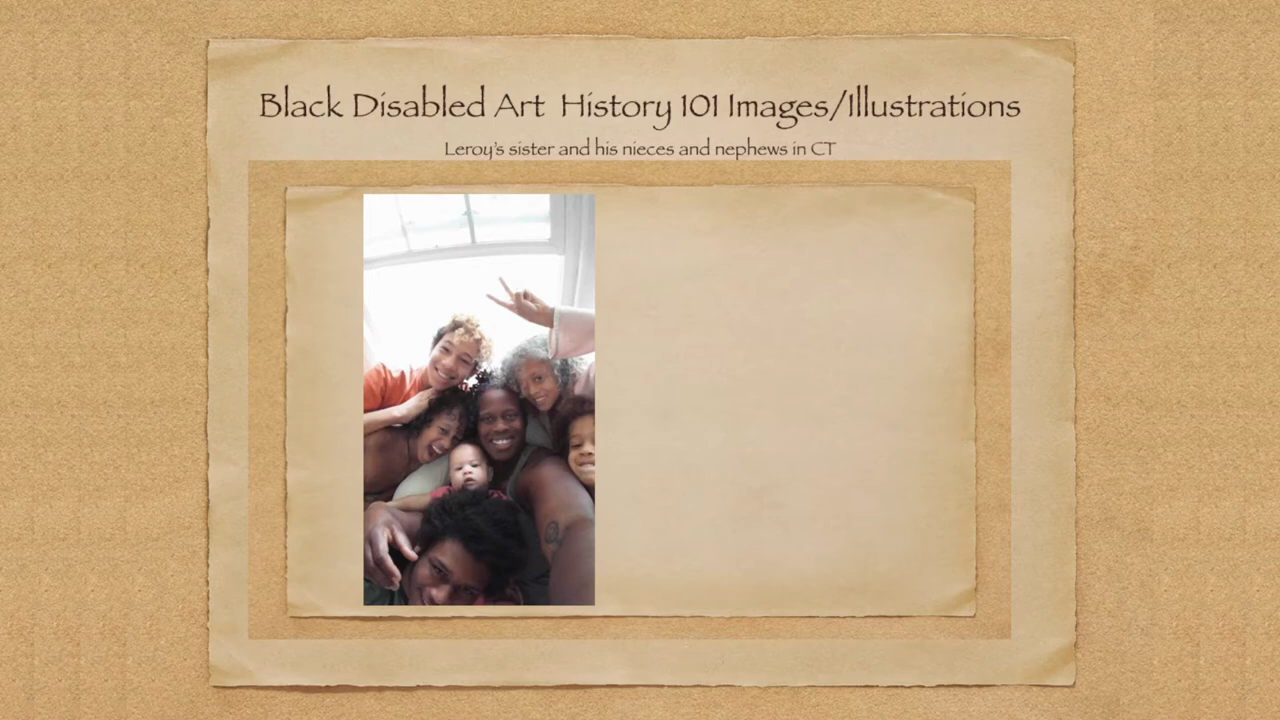 Black Disabled Art History 101 Images/Illustrations
Leroy's sister and his nieces and nephews in CT